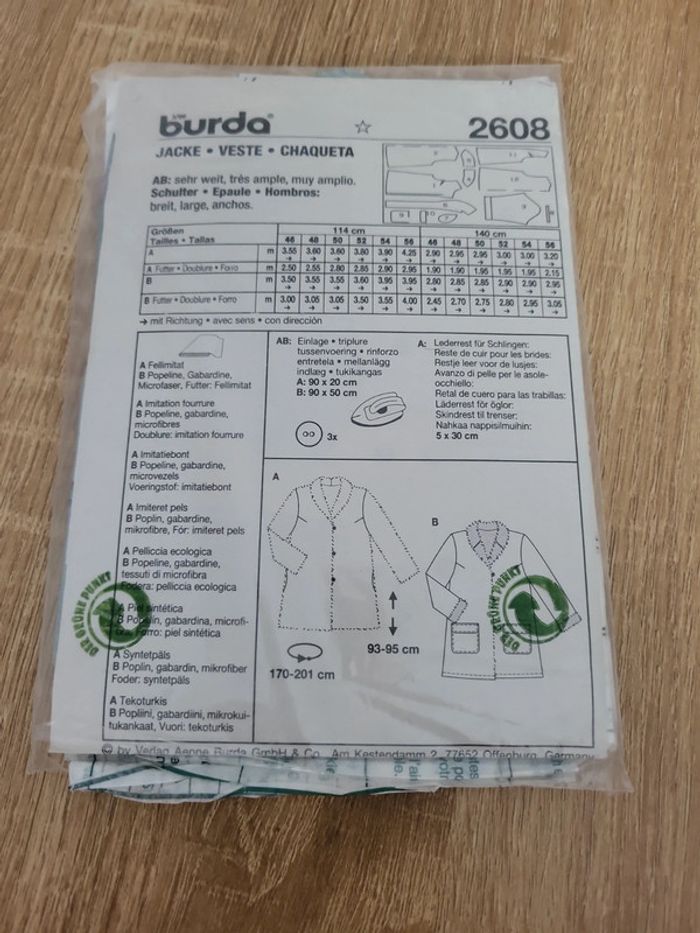 burda
2608
JACKE • VESTE • CHAQUETA
AB: sehr weit, très ample, muy amplio.
Schulter • Epaule • Hombros:
breit, large, anchos.
Größen
Tailles • Tallas
114 cm
140 cm
46 48 50 52 54 56 46 48 50 52 54 56
A m 3.55 3.60 3.60 3.80 3.90 4.25 2.90 2.95 2.95 3.00 3.00 3.20
A Futter • Doublure • Forro m 2.50 2.55 2.80 2.85 2.90 2.95 1.90 1.90 1.95 1.95 1.95 2.15
B m 3.50 3.55 3.55 3.60 3.95 3.95 2.80 2.85 2.85 2.90 2.90 2.95
B Futter • Doublure • Forro m 3.00 3.05 3.05 3.50 3.55 4.00 2.45 2.70 2.75 2.80 2.95 3.05
→ mit Richtung • avec sens • con dirección
A Fellimitat
B Popeline, Gabardine,
Microfaser, Futter: Fellimitat
A Imitation fourrure
B Popeline, gabardine,
microfibres
Doublure: imitation fourrure
A Imitatiebont
B Popeline, gabardine,
microvezels
Voeringstof: imitatiebont
A Imiteret pels
B Poplin, gabardine,
mikrofibre, Fór: imiteret pels
A Pelliccia ecologica
B Popeline, gabardine,
tessuti di microfibra
Fodera: pelliccia ecologica
A Piel sintética
B Poplín, gabardina, microfi-
bra, Forro: piel sintética
A Syntetpäls
B Poplin, gabardin, mikrofiber
Foder: syntetpäls
A Tekoturkis
B Popliini, gabardiini, mikrokui-
tukankaat, Vuori: tekoturkis
AB: Einlage • triplure
tussenvoering • rinforzo
entretela • mellanlägg
indlæg • tukikangas
A: 90 x 20 cm
B: 90 x 50 cm
3x
A: Lederrest für Schlingen:
Reste de cuir pour les brides:
Restje leer voor de lusjes:
Avanzo di pelle per le asole-
occhiello:
Retal de cuero para las trabillas:
Läderrest för öglor:
Skindrest til trenser:
Nahkaa nappisilmuihin:
5 x 30 cm
A
B
93-95 cm
170-201 cm
DER GRÜNE PUNKT
DER GRÜNE PUNKT
© by Verlag Aenne Burda GmbH & Co., Am Kestendamm 2, 77652 Offenburg, Germany